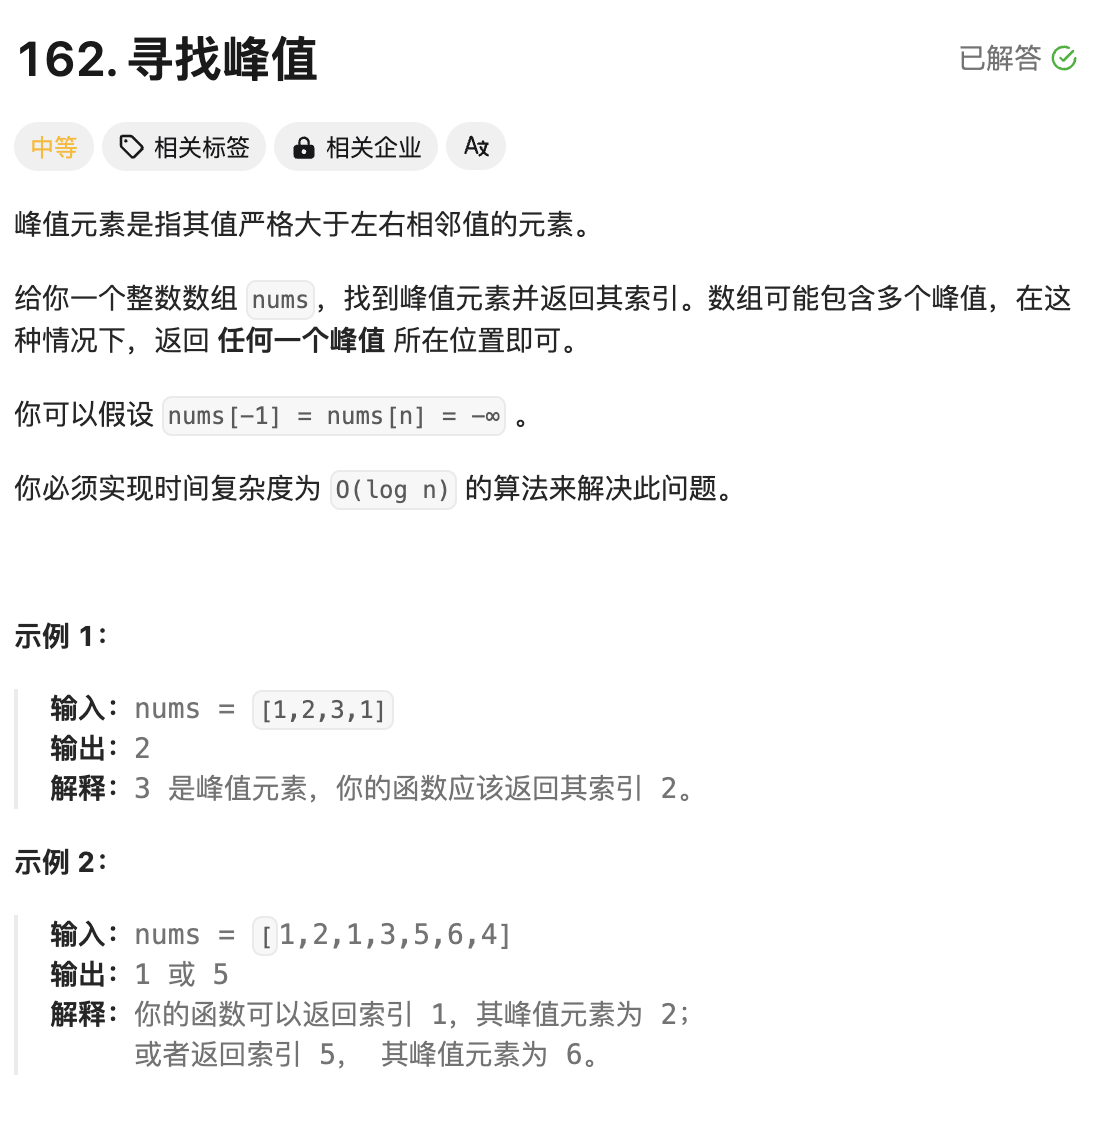 162. 寻找峰值
已解答
中等
相关标签
相关企业
峰值元素是指其值严格大于左右相邻值的元素。
给你一个整数数组 nums，找到峰值元素并返回其索引。数组可能包含多个峰值，在这
种情况下，返回 任何一个峰值 所在位置即可。
你可以假设 nums[-1] = nums[n] = -∞ 。
你必须实现时间复杂度为 O(log n) 的算法来解决此问题。
示例 1：
输入：nums = [1,2,3,1]
输出：2
解释：3 是峰值元素，你的函数应该返回其索引 2。
示例 2：
输入：nums = [1,2,1,3,5,6,4]
输出：1 或 5
解释：你的函数可以返回索引 1，其峰值元素为 2；
或者返回索引 5， 其峰值元素为 6。